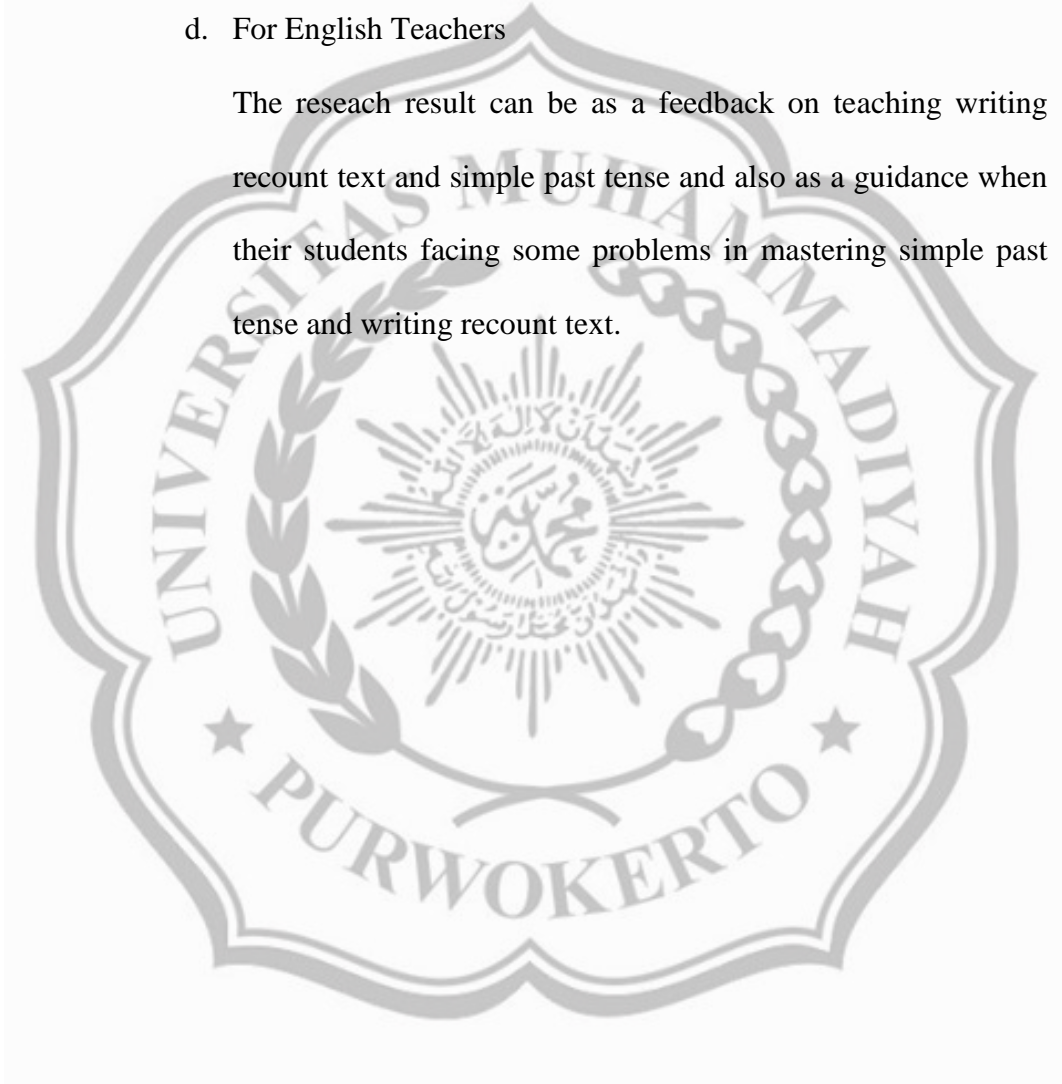 d. For English Teachers
The reseach result can be as a feedback on teaching writing
recount text and simple past tense and also as a guidance when
their students facing some problems in mastering simple past
tense and writing recount text.
UNIVERSITAS MUHAMMADIYAH
PURWOKERTO